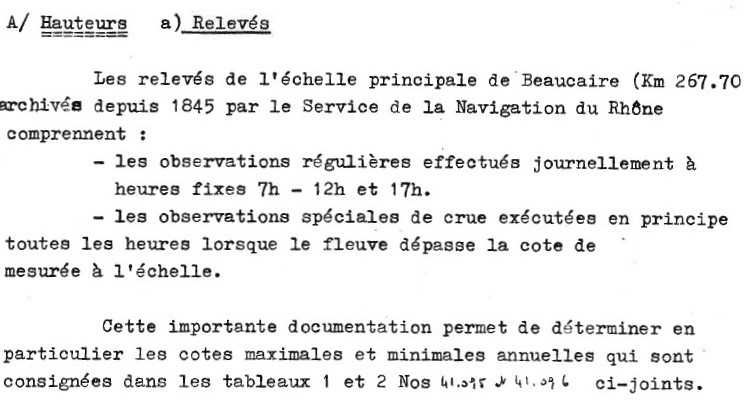 A/ Hauteurs a) Relevés
Les relevés de l'échelle principale de Beaucaire (Km 267.70
archivés depuis 1845 par le Service de la Navigation du Rhône
comprennent :
- les observations régulières effectués journellement à
heures fixes 7h - 12h et 17h.
- les observations spéciales de crue exécutées en principe
toutes les heures lorsque le fleuve dépasse la cote de
mesurée à l'échelle.
Cette importante documentation permet de déterminer en
particulier les cotes maximales et minimales annuelles qui sont
consignées dans les tableaux 1 et 2 Nos 41.095 41.096 ci-joints.